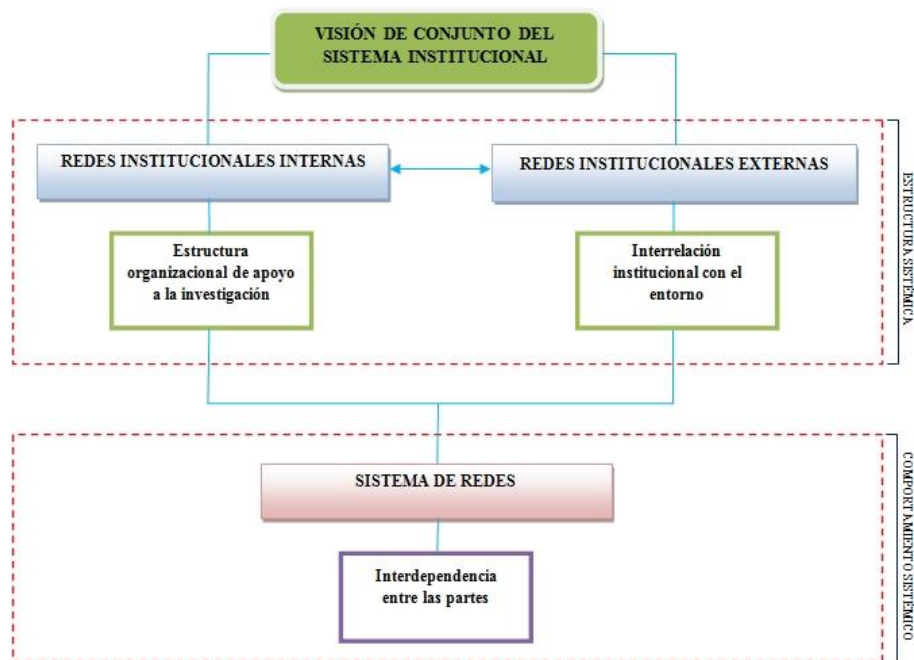 VISIÓN DE CONJUNTO DEL
SISTEMA INSTITUCIONAL
REDES INSTITUCIONALES INTERNAS
REDES INSTITUCIONALES EXTERNAS
Estructura
organizacional de apoyo
a la investigación
Interrelación
institucional con el
entorno
ESTRUCTURA SISTÉMICA
SISTEMA DE REDES
Interdependencia
entre las partes
COMPORTAMIENTO SISTÉMICO